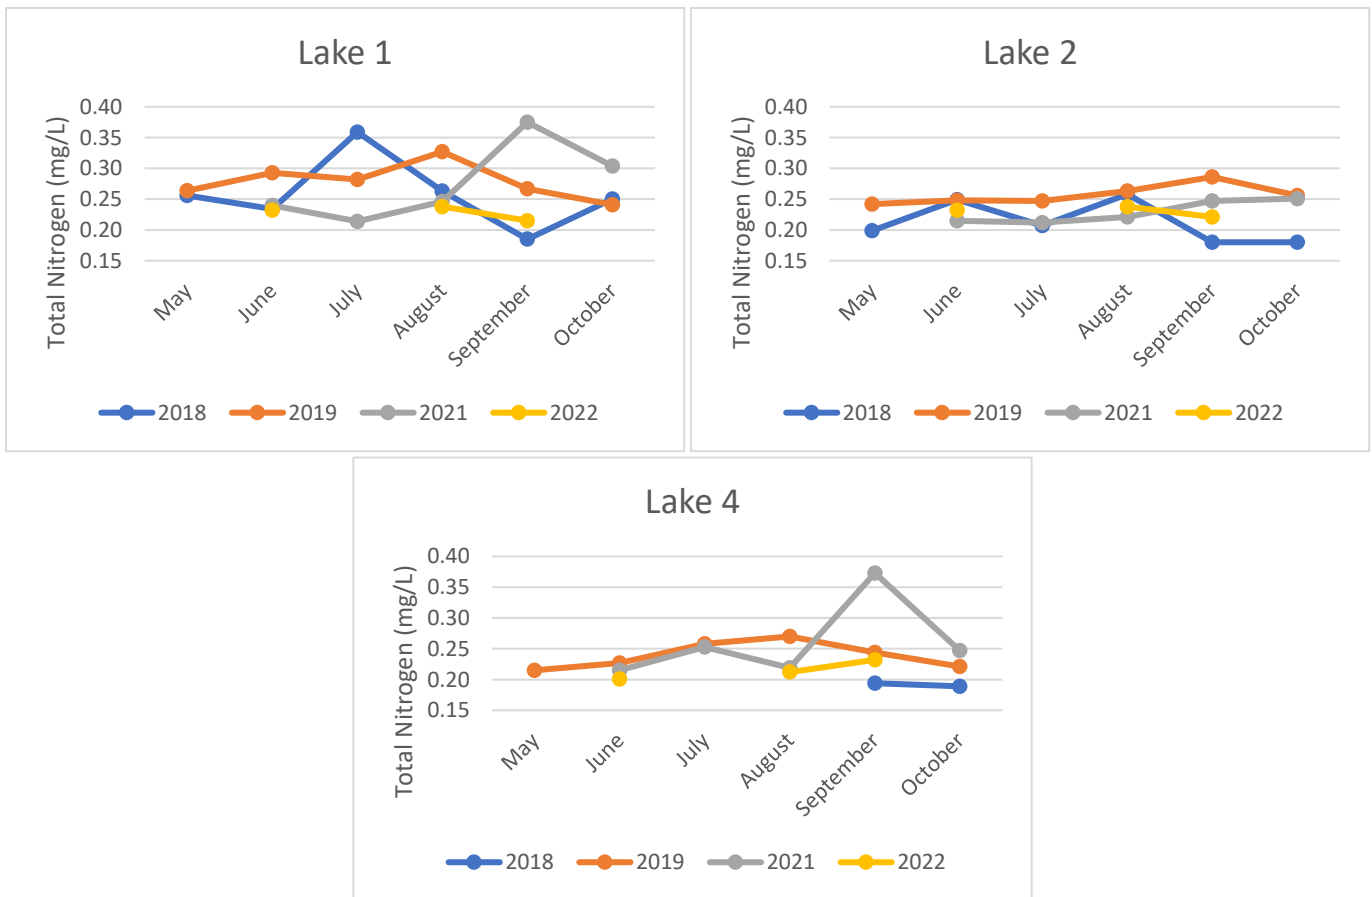 Lake 1
Total Nitrogen (mg/L)
0.40
0.35
0.30
0.25
0.20
0.15
May
June
July
August
September
October
2018 2019 2021 2022
Lake 2
Total Nitrogen (mg/L)
0.40
0.35
0.30
0.25
0.20
0.15
May
June
July
August
September
October
2018 2019 2021 2022
Lake 4
Total Nitrogen (mg/L)
0.40
0.35
0.30
0.25
0.20
0.15
May
June
July
August
September
October
2018 2019 2021 2022